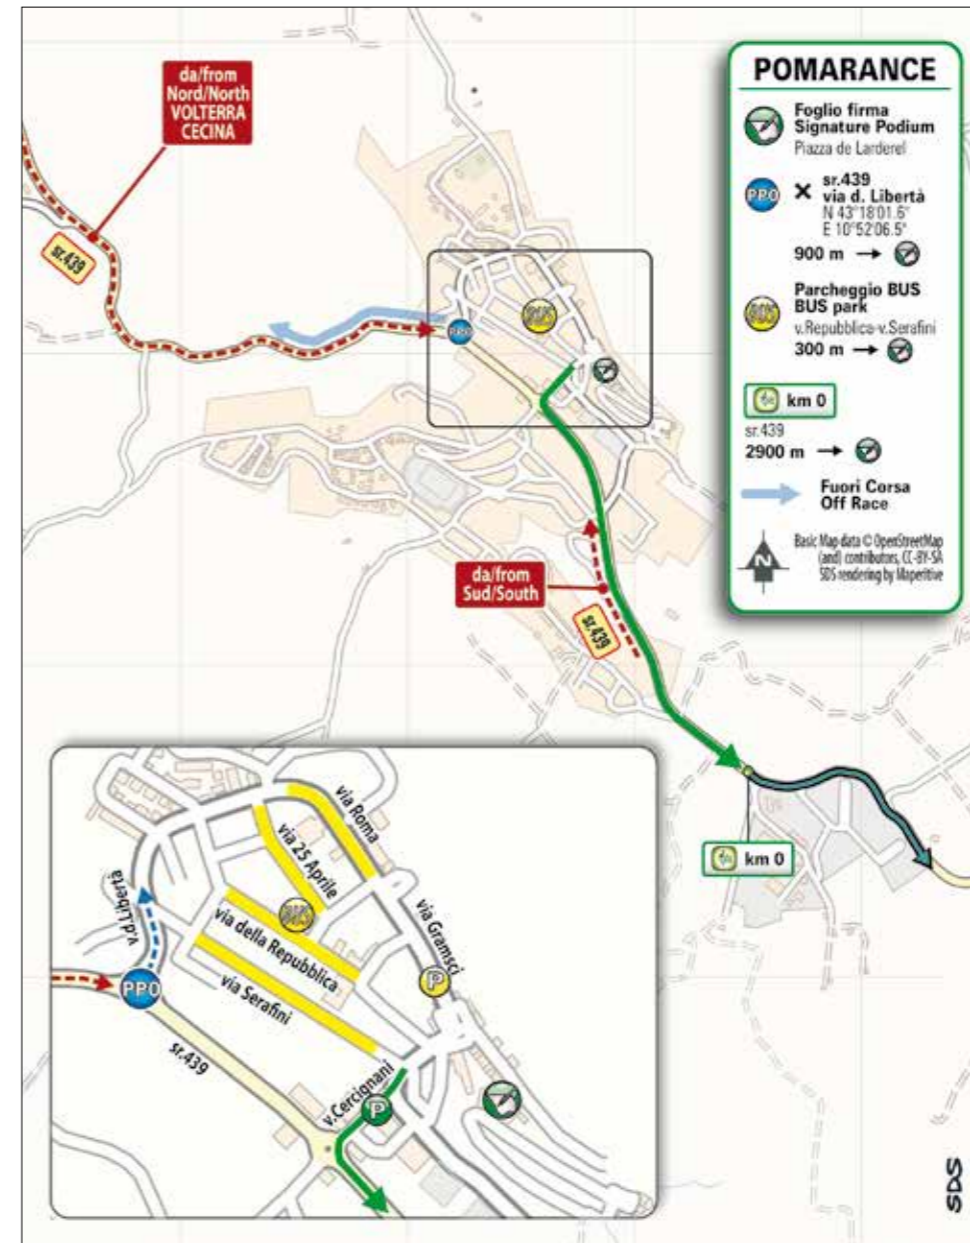 da/from
Nord/North
VOLTERRA
CECINA
sr.439
PPO
BUS
da/from
Sud/South
sr.439
km 0
POMARANCE
Foglio firma
Signature Podium
Piazza de Larderel
PPO
sr.439
via d. Libertà
N 43°18'01.6"
E 10°52'06.5"
900 m
BUS
Parcheggio BUS
BUS park
v.Repubblica-v.Serafini
300 m
km 0
sr.439
2900 m
Fuori Corsa
Off Race
N
Basic Map data © OpenStreetMap
(and) contributors, CC-BY-SA
SDS rendering by Maperitive
via Roma
via 25 Aprile
v.d.Libertà
BUS
via della Repubblica
via Gramsci
via Serafini
P
PPO
sr.439
v.Cercignani
P
SDS